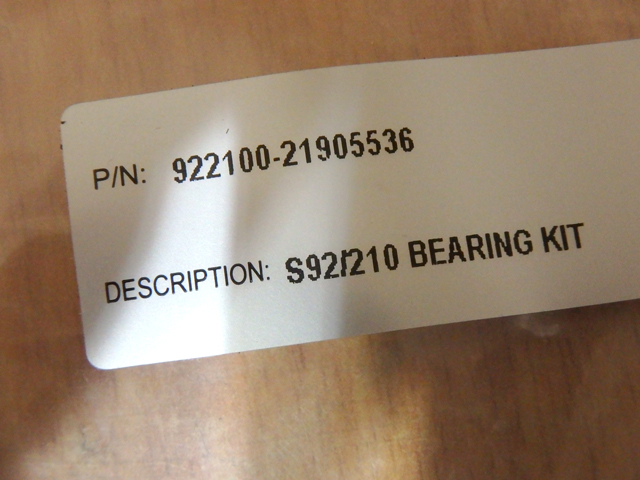 P/N: 922100-21905536
DESCRIPTION: S92/210 BEARING KIT